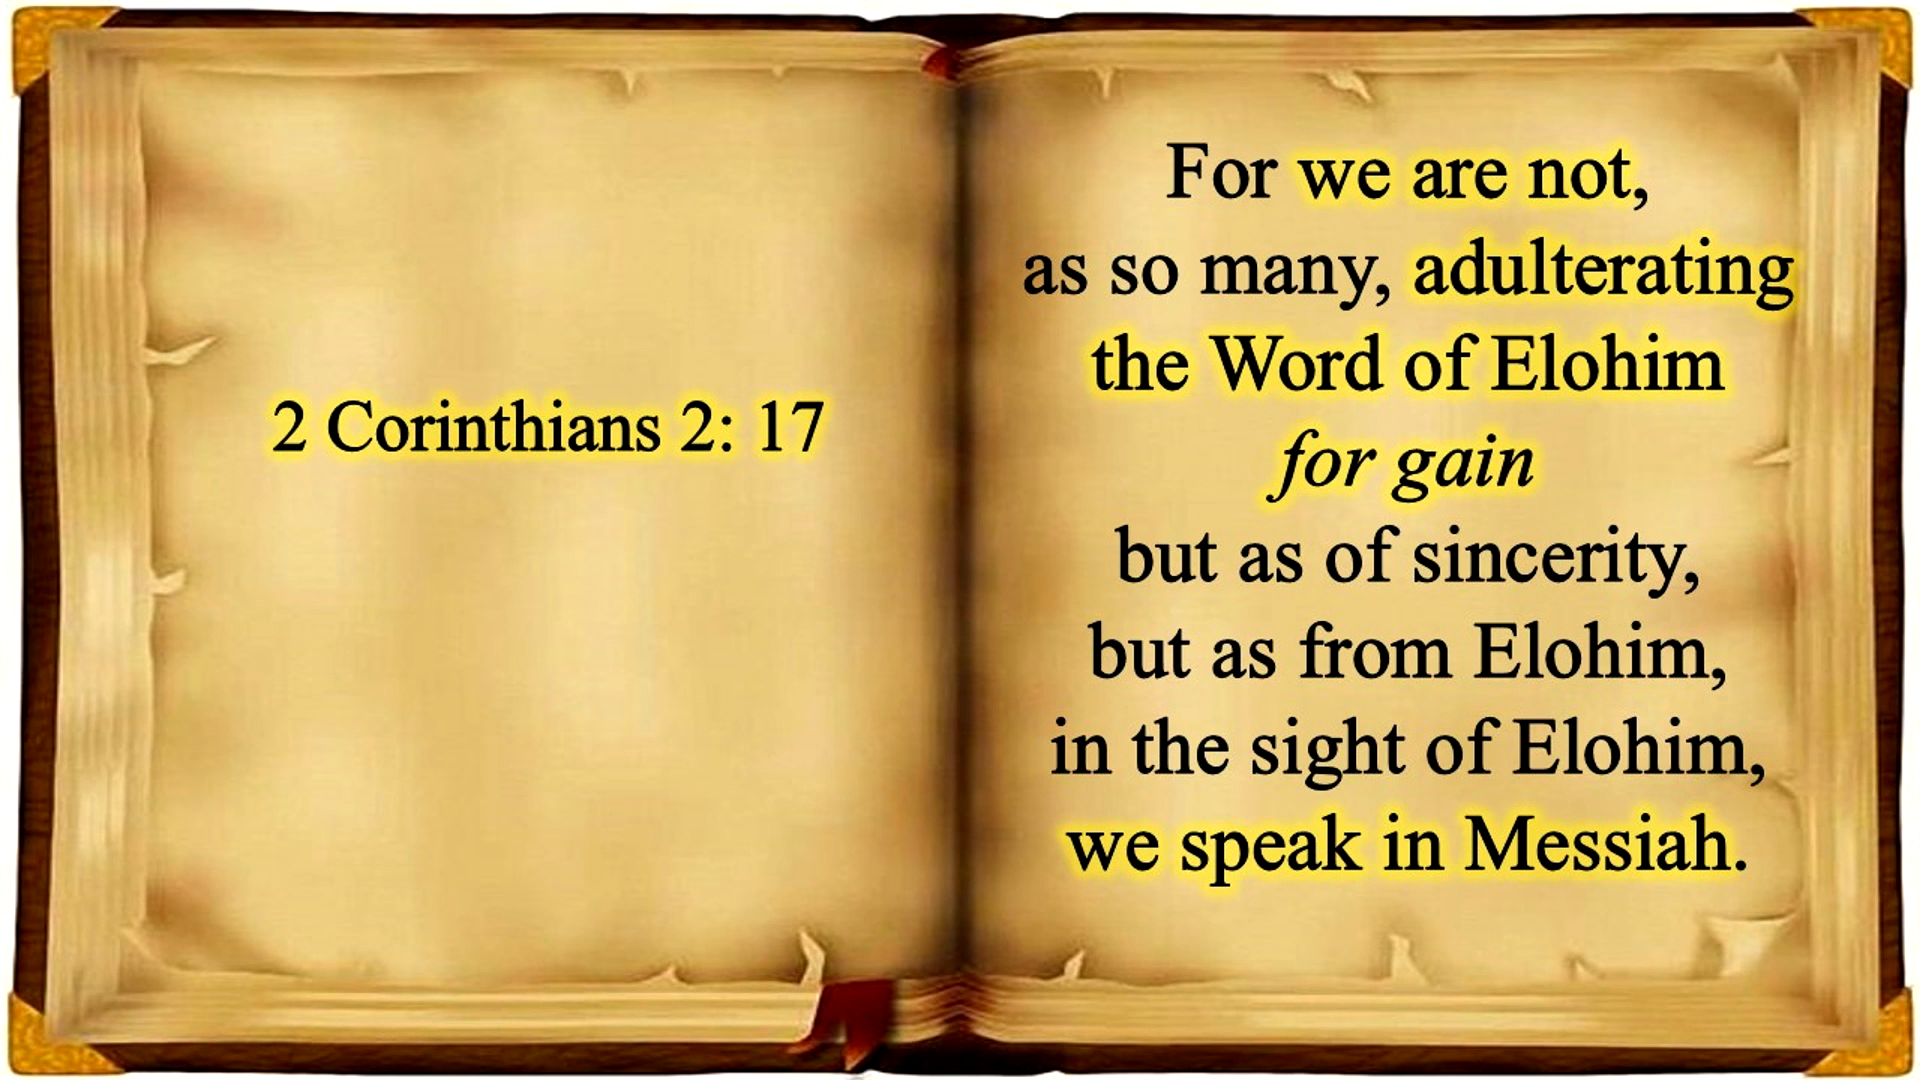 2 Corinthians 2: 17
For we are not,
as so many, adulterating
the Word of Elohim
for gain
but as of sincerity,
but as from Elohim,
in the sight of Elohim,
we speak in Messiah.